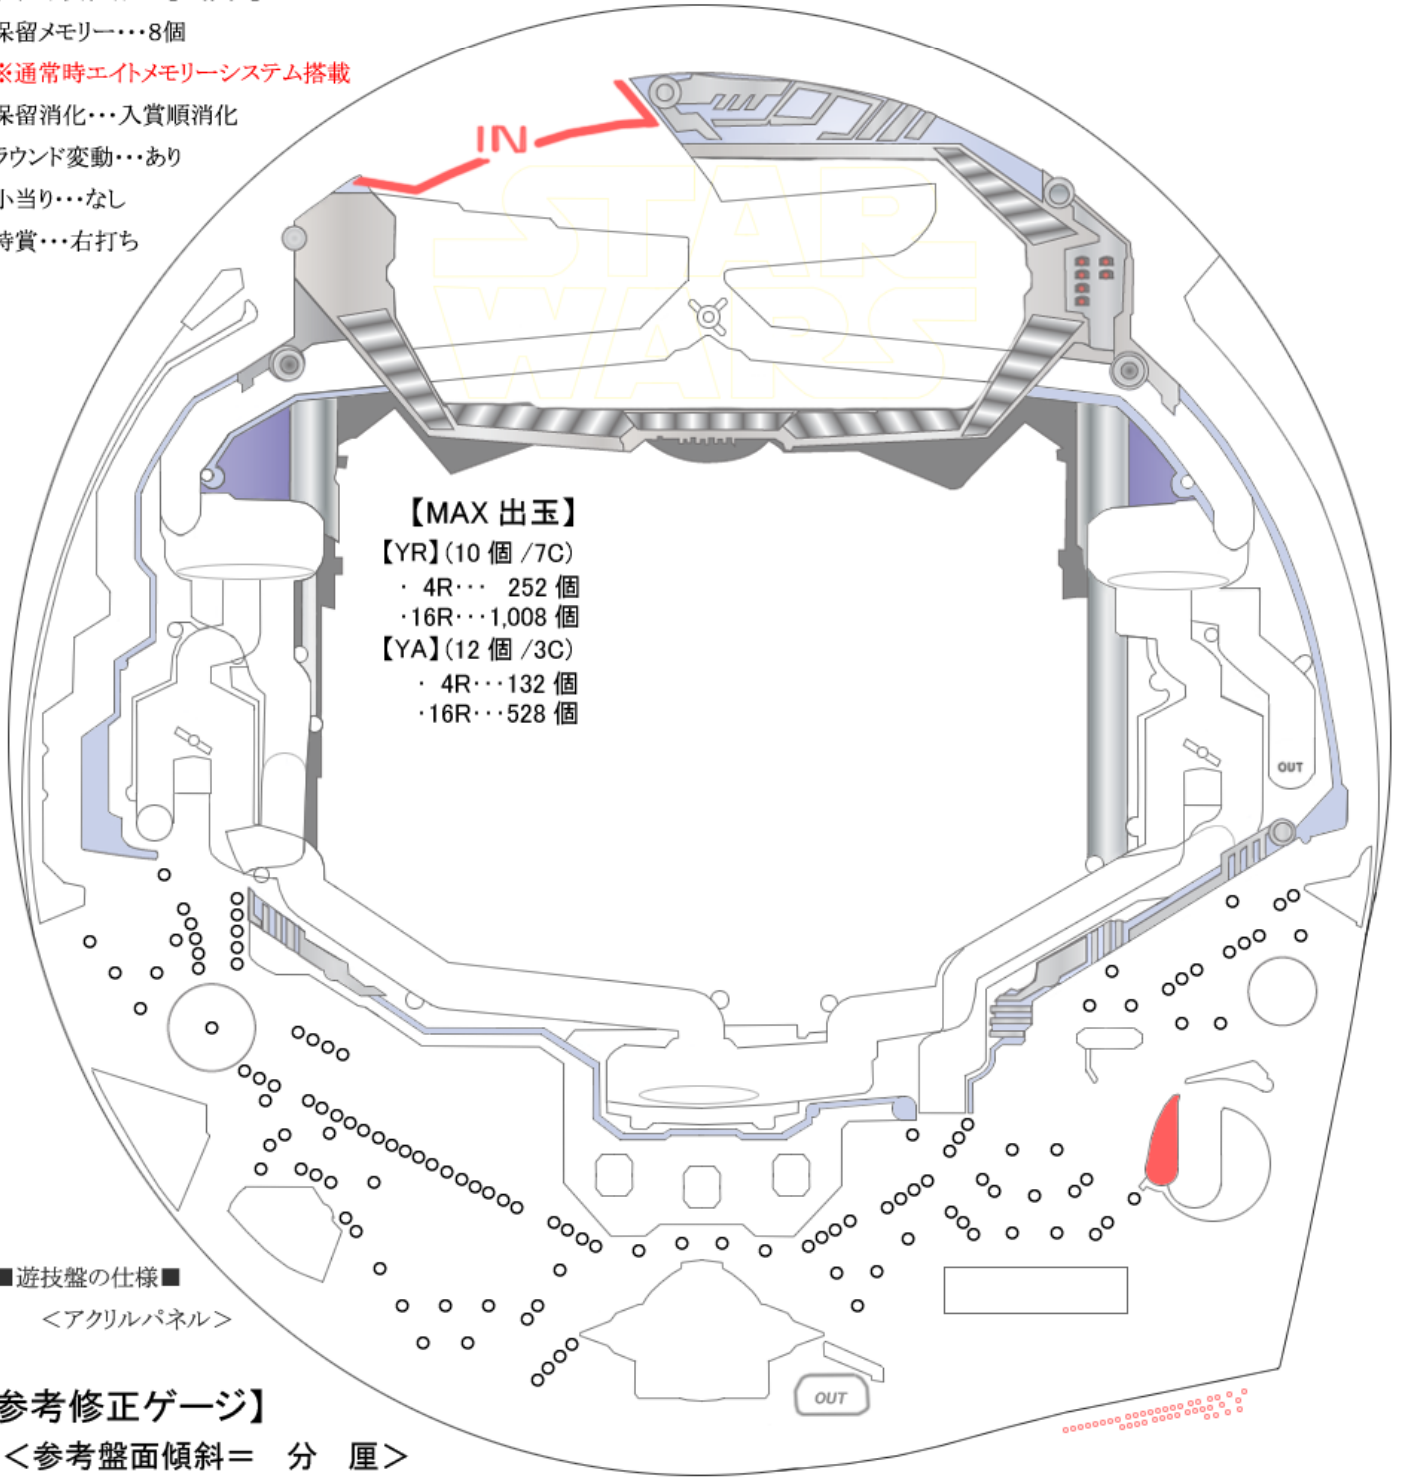 保留メモリー・・・8個
※通常時エイトメモリーシステム搭載
保留消化・・・入賞順消化
ラウンド変動・・・あり
小当り・・・なし
特賞・・・右打ち
IN
STAR
WARS
【MAX 出玉】
【YR】(10 個 /7C)
・ 4R・・・ 252 個
・16R・・・1,008 個
【YA】(12 個 /3C)
・ 4R・・・132 個
・16R・・・528 個
OUT
■遊技盤の仕様■
＜アクリルパネル＞
OUT
参考修正ゲージ】
＜参考盤面傾斜＝ 分 厘＞